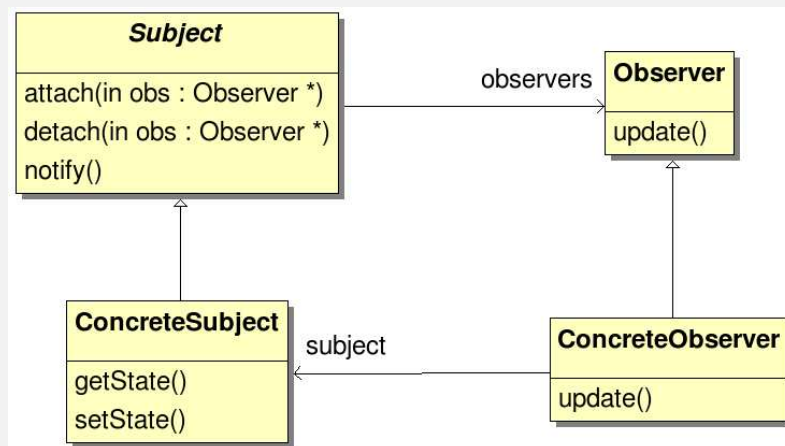 Subject
attach(in obs : Observer *)
detach(in obs : Observer *)
notify()
observers
Observer
update()
ConcreteSubject
getState()
setState()
subject
ConcreteObserver
update()